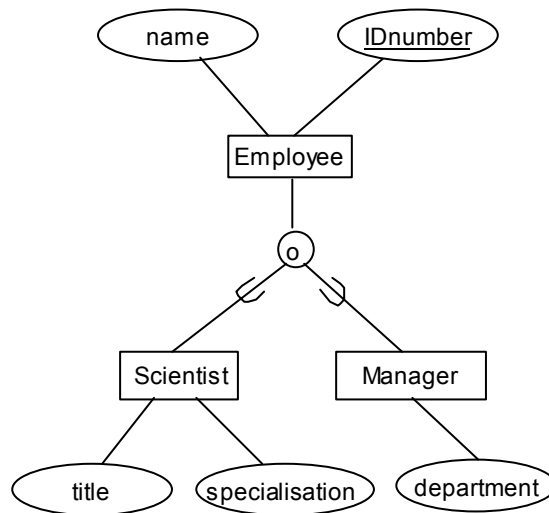 name
IDnumber
Employee
o
Scientist
Manager
title
specialisation
department